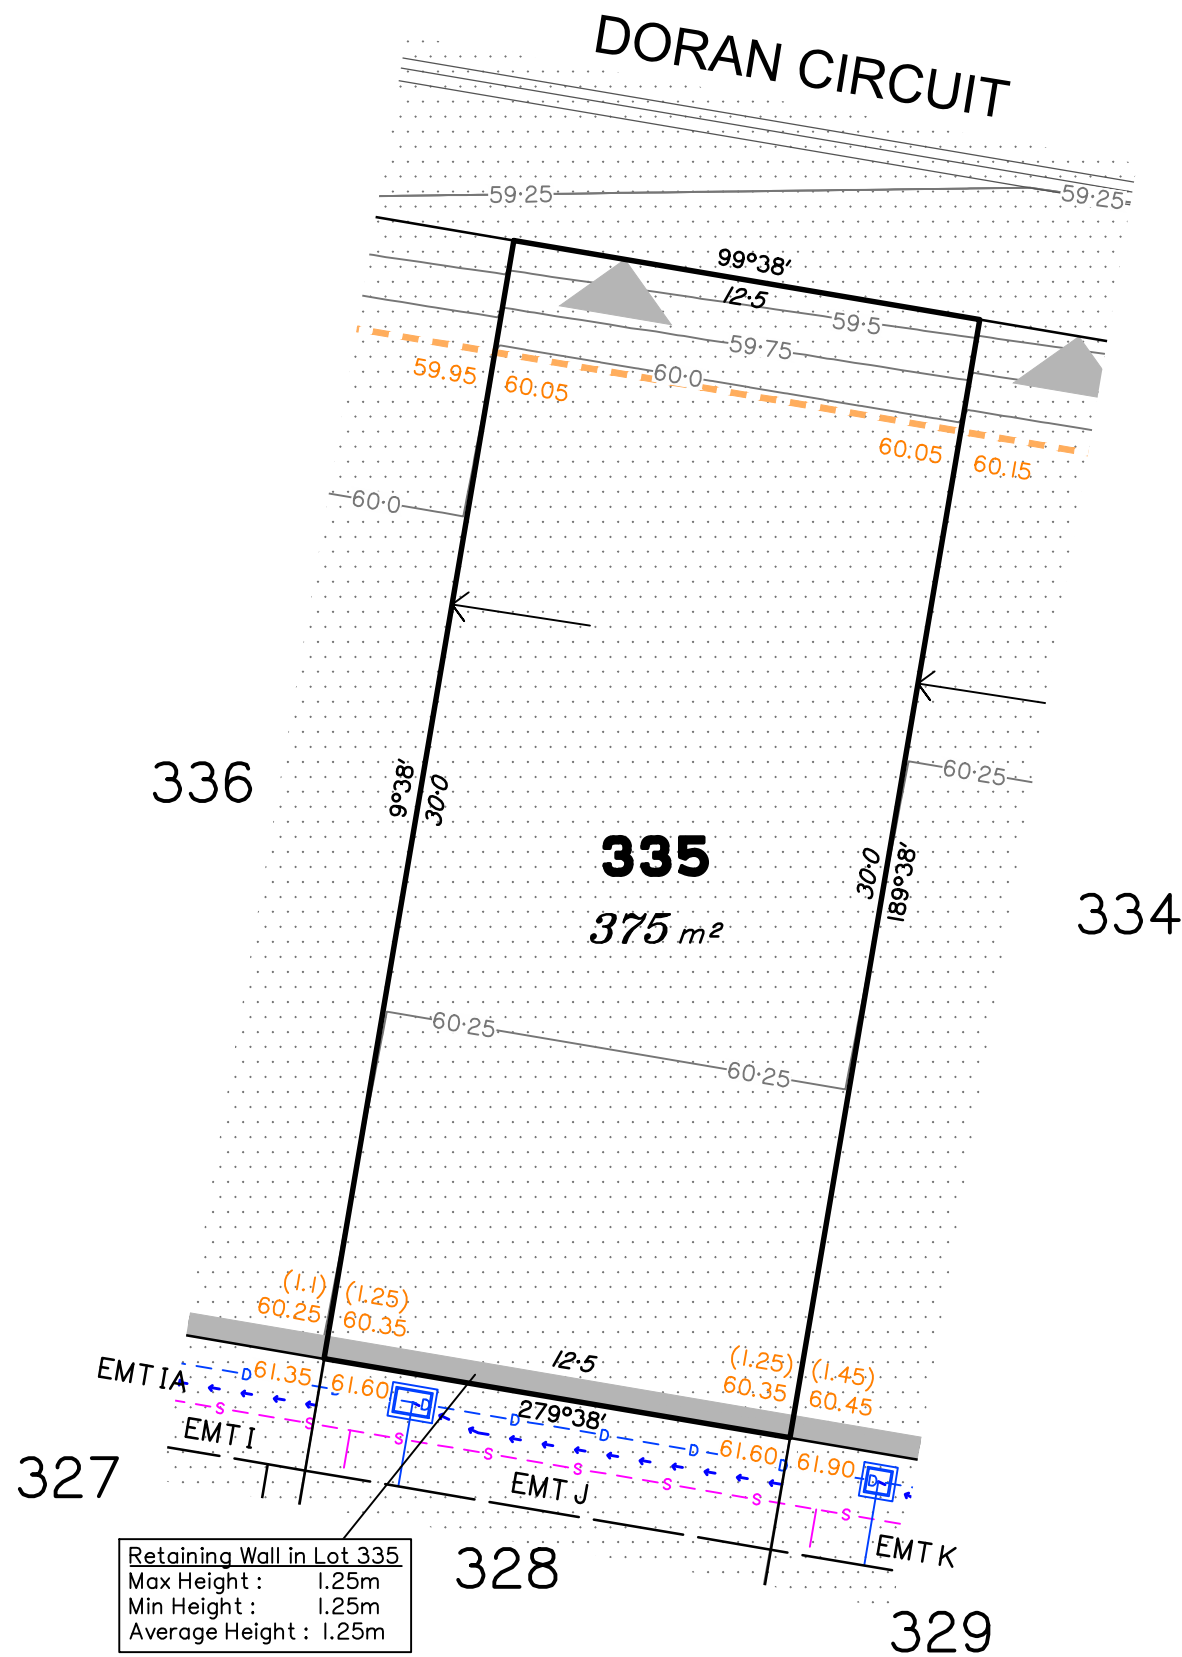 DORAN CIRCUIT
59·25
59·25
99°38'
12·5
59·5
59·75
60·0
59.95
60.05
60.05
60.15
60·0
60·25
336
9°38'
30·0
335
375 m²
30·0
189°38'
334
60·25
60·25
(1.1)
60.25
(1.25)
60.35
12·5
(1.25)
60.35
(1.45)
60.45
EMT IA
D
61.35
61.60
D
279°38'
D
D
D
61.60
D
61.90
D
S
S
S
S
S
S
S
S
EMT I
EMT J
EMT K
327
328
329
Retaining Wall in Lot 335
Max Height : 1.25m
Min Height : 1.25m
Average Height : 1.25m